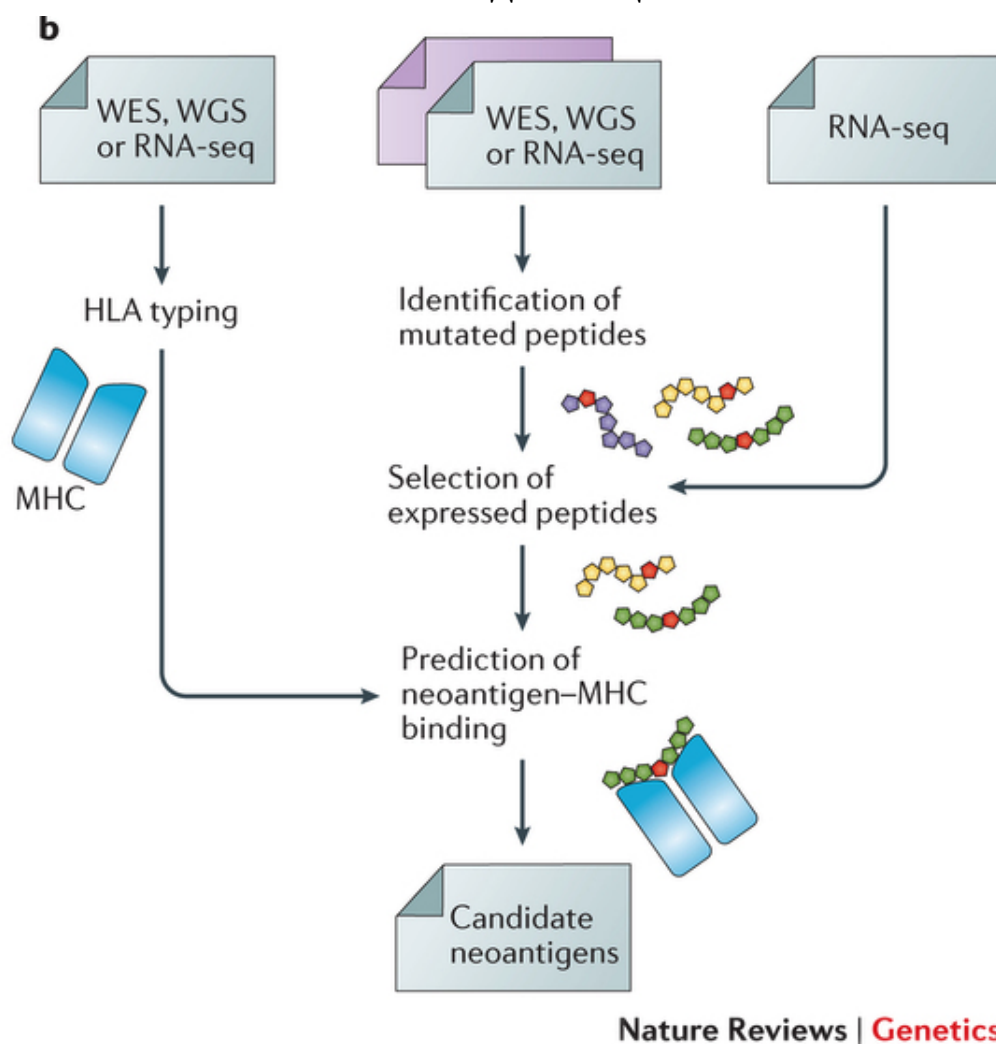 b
WES, WGS
or RNA-seq
WES, WGS
or RNA-seq
RNA-seq
HLA typing
Identification of
mutated peptides
MHC
Selection of
expressed peptides
Prediction of
neoantigen–MHC
binding
Candidate
neoantigens
Nature Reviews | Genetics